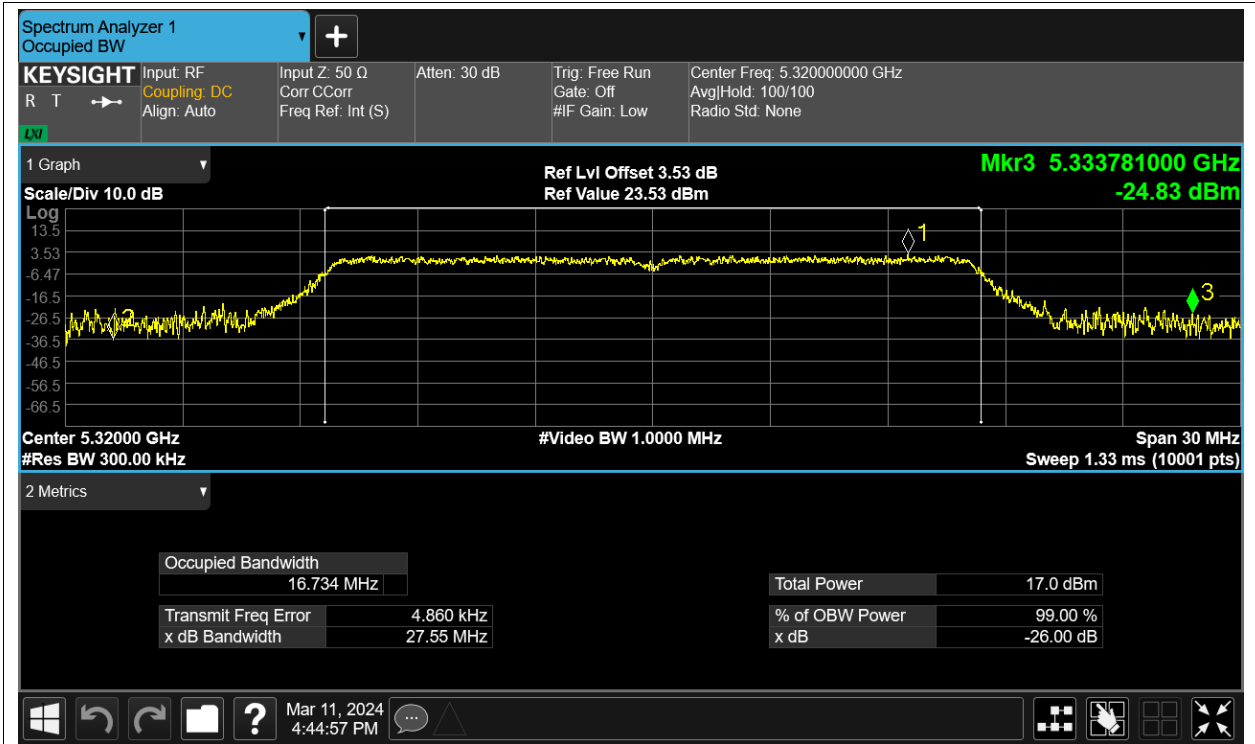 Spectrum Analyzer 1
Occupied BW
KEYSIGHT
R T
LXI
Input: RF
Coupling: DC
Align: Auto
Input Z: 50 Ω
Corr CCorr
Freq Ref: Int (S)
Atten: 30 dB
Trig: Free Run
Gate: Off
#IF Gain: Low
Center Freq: 5.320000000 GHz
Avg|Hold: 100/100
Radio Std: None
1 Graph
Scale/Div 10.0 dB
Ref Lvl Offset 3.53 dB
Ref Value 23.53 dBm
Mkr3 5.333781000 GHz
-24.83 dBm
Log
13.5
3.53
-6.47
-16.5
-26.5
-36.5
-46.5
-56.5
-66.5
1
2
3
Center 5.32000 GHz
#Res BW 300.00 kHz
#Video BW 1.0000 MHz
Span 30 MHz
Sweep 1.33 ms (10001 pts)
2 Metrics
Occupied Bandwidth
16.734 MHz
Transmit Freq Error 4.860 kHz
x dB Bandwidth 27.55 MHz
Total Power 17.0 dBm
% of OBW Power 99.00 %
x dB -26.00 dB
?
Mar 11, 2024
4:44:57 PM